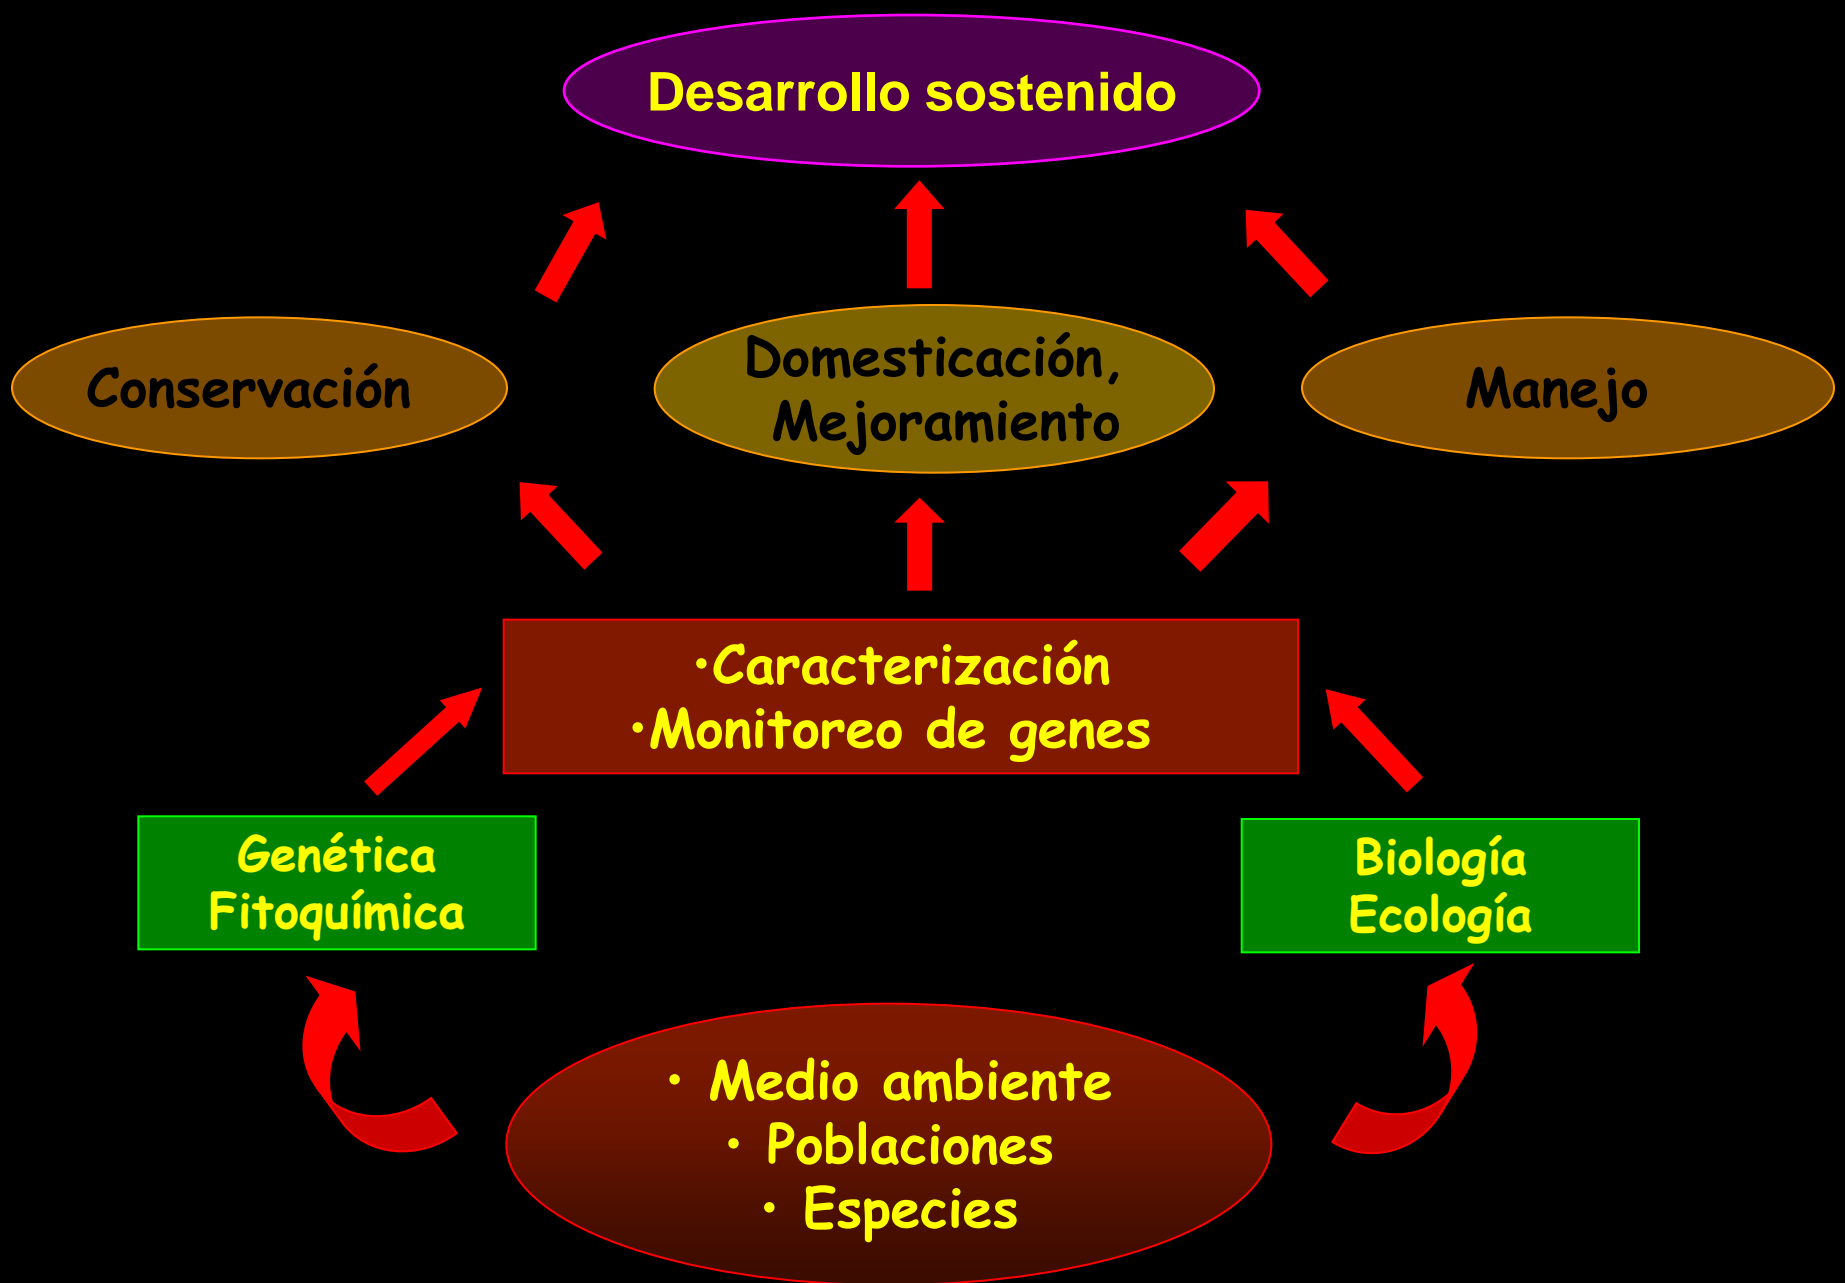 Desarrollo sostenido
Conservación
Domesticación,
Mejoramiento
Manejo
•Caracterización
•Monitoreo de genes
Genética
Fitoquímica
Biología
Ecología
• Medio ambiente
• Poblaciones
• Especies